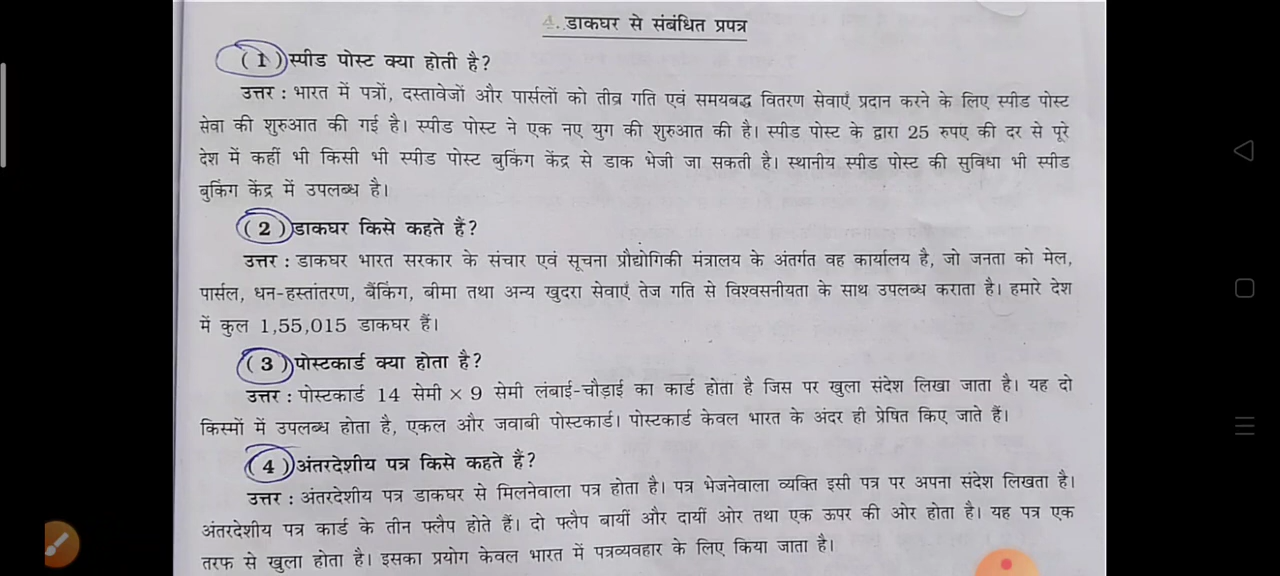 4. डाकघर से संबंधित प्रपत्र
(1) स्पीड पोस्ट क्या होती है?
उत्तर : भारत में पत्रों, दस्तावेजों और पार्सलों को तीव्र गति एवं समयबद्ध वितरण सेवाएँ प्रदान करने के लिए स्पीड पोस्ट
सेवा की शुरुआत की गई है। स्पीड पोस्ट ने एक नए युग की शुरुआत की है। स्पीड पोस्ट के द्वारा 25 रुपए की दर से पूरे
देश में कहीं भी किसी भी स्पीड पोस्ट बुकिंग केंद्र से डाक भेजी जा सकती है। स्थानीय स्पीड पोस्ट की सुविधा भी स्पीड
बुकिंग केंद्र में उपलब्ध है।
(2) डाकघर किसे कहते हैं?
उत्तर : डाकघर भारत सरकार के संचार एवं सूचना प्रौद्योगिकी मंत्रालय के अंतर्गत वह कार्यालय है, जो जनता को मेल,
पार्सल, धन-हस्तांतरण, बैंकिंग, बीमा तथा अन्य खुदरा सेवाएँ तेज गति से विश्वसनीयता के साथ उपलब्ध कराता है। हमारे देश
में कुल 1,55,015 डाकघर हैं।
(3) पोस्टकार्ड क्या होता है?
उत्तर : पोस्टकार्ड 14 सेमी × 9 सेमी लंबाई-चौड़ाई का कार्ड होता है जिस पर खुला संदेश लिखा जाता है। यह दो
किस्मों में उपलब्ध होता है, एकल और जवाबी पोस्टकार्ड। पोस्टकार्ड केवल भारत के अंदर ही प्रेषित किए जाते हैं।
(4) अंतरदेशीय पत्र किसे कहते हैं?
उत्तर : अंतरदेशीय पत्र डाकघर से मिलनेवाला पत्र होता है। पत्र भेजनेवाला व्यक्ति इसी पत्र पर अपना संदेश लिखता है।
अंतरदेशीय पत्र कार्ड के तीन फ्लैप होते हैं। दो फ्लैप बायीं और दायीं ओर तथा एक ऊपर की ओर होता है। यह पत्र एक
तरफ से खुला होता है। इसका प्रयोग केवल भारत में पत्रव्यवहार के लिए किया जाता है।